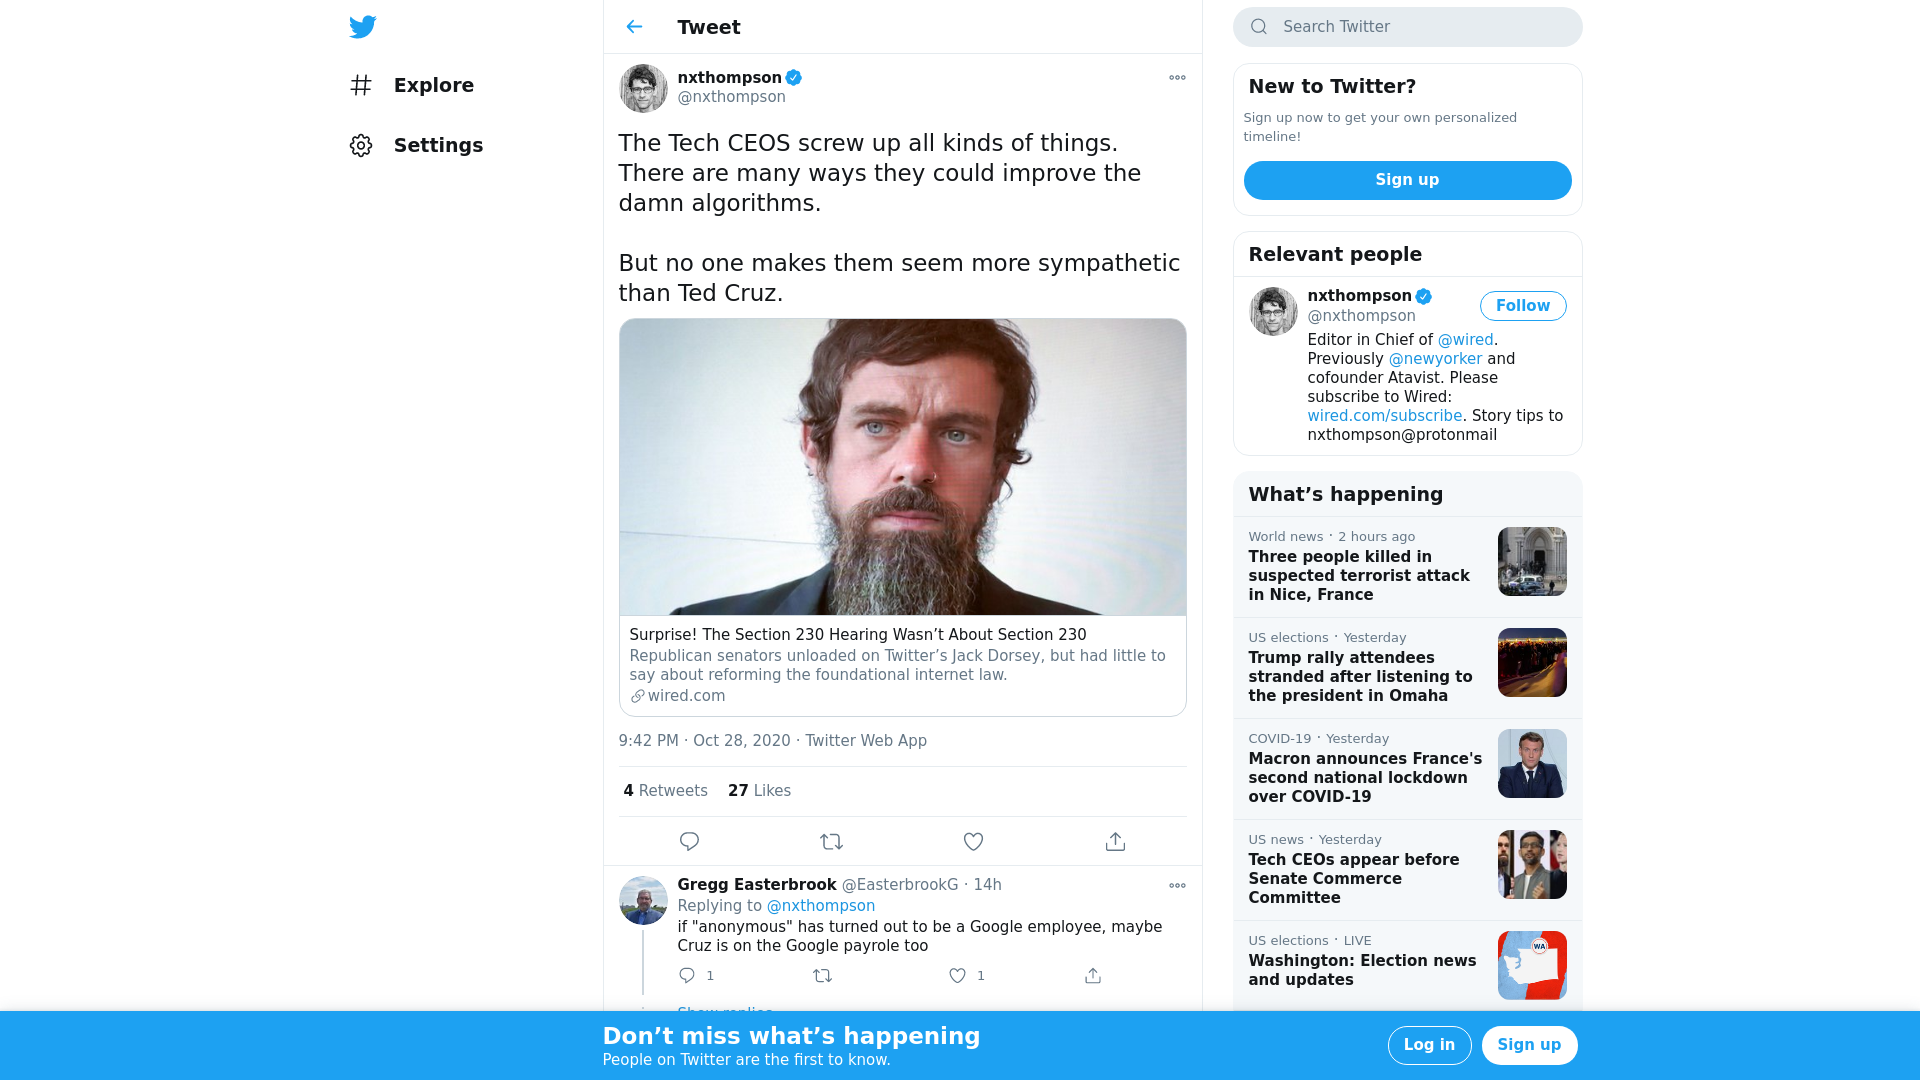 Explore
Settings
Tweet
nxthompson
@nxthompson
The Tech CEOS screw up all kinds of things.
There are many ways they could improve the
damn algorithms.
But no one makes them seem more sympathetic
than Ted Cruz.
Surprise! The Section 230 Hearing Wasn’t About Section 230
Republican senators unloaded on Twitter’s Jack Dorsey, but had little to
say about reforming the foundational internet law.
wired.com
9:42 PM · Oct 28, 2020 · Twitter Web App
4 Retweets 27 Likes
Gregg Easterbrook @EasterbrookG · 14h
Replying to @nxthompson
if "anonymous" has turned out to be a Google employee, maybe
Cruz is on the Google payrole too
1 1
Show replies
Search Twitter
New to Twitter?
Sign up now to get your own personalized
timeline!
Sign up
Relevant people
nxthompson
@nxthompson
Follow
Editor in Chief of @wired.
Previously @newyorker and
cofounder Atavist. Please
subscribe to Wired:
wired.com/subscribe. Story tips to
nxthompson@protonmail
What’s happening
World news · 2 hours ago
Three people killed in
suspected terrorist attack
in Nice, France
US elections · Yesterday
Trump rally attendees
stranded after listening to
the president in Omaha
COVID-19 · Yesterday
Macron announces France's
second national lockdown
over COVID-19
US news · Yesterday
Tech CEOs appear before
Senate Commerce
Committee
US elections · LIVE
Washington: Election news
and updates
WA
Don’t miss what’s happening
People on Twitter are the first to know.
Log in
Sign up